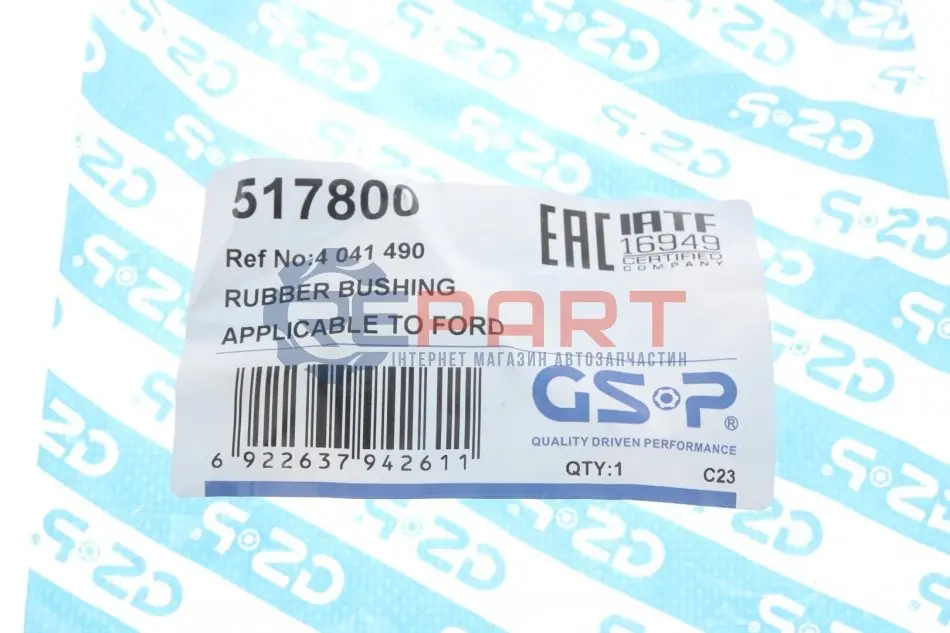 517800
EAC
IATF
16949
CERTIFIED
COMPANY
Ref No:4 041 490
RUBBER BUSHING
APPLICABLE TO FORD
PART
ІНТЕРНЕТ МАГАЗИН АВТОЗАПЧАСТИН
GSP®
QUALITY DRIVEN PERFORMANCE
6 922637 942611
QTY:1
C23